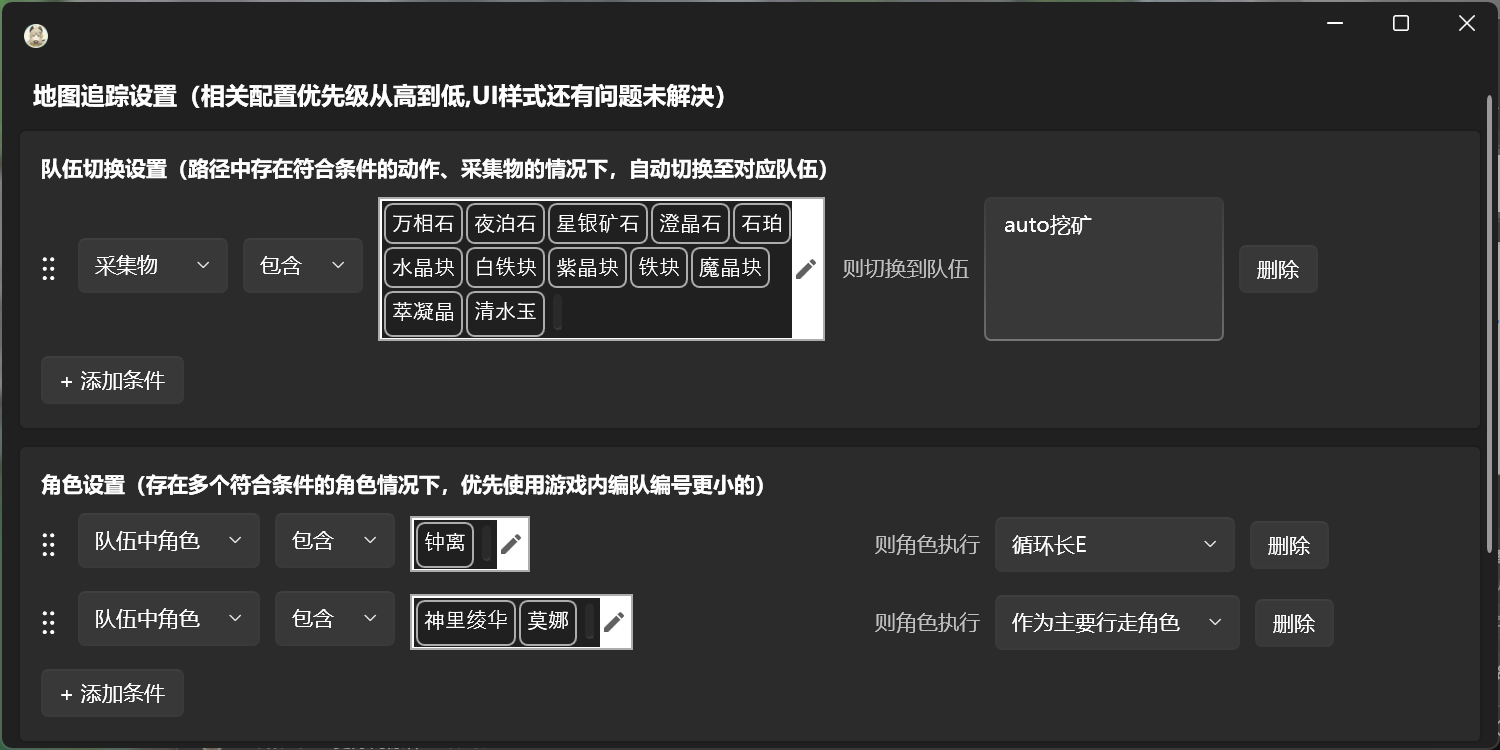 地图追踪设置（相关配置优先级从高到低,UI样式还有问题未解决）
队伍切换设置（路径中存在符合条件的动作、采集物的情况下，自动切换至对应队伍）
采集物 包含 万相石 夜泊石 星银矿石 澄晶石 石珀 水晶块 白铁块 紫晶块 铁块 魔晶块 萃凝晶 清水玉 则切换到队伍 auto挖矿 删除
+ 添加条件
角色设置（存在多个符合条件的角色情况下，优先使用游戏内编队编号更小的）
队伍中角色 包含 钟离 则角色执行 循环长E 删除
队伍中角色 包含 神里绫华 莫娜 则角色执行 作为主要行走角色 删除
+ 添加条件